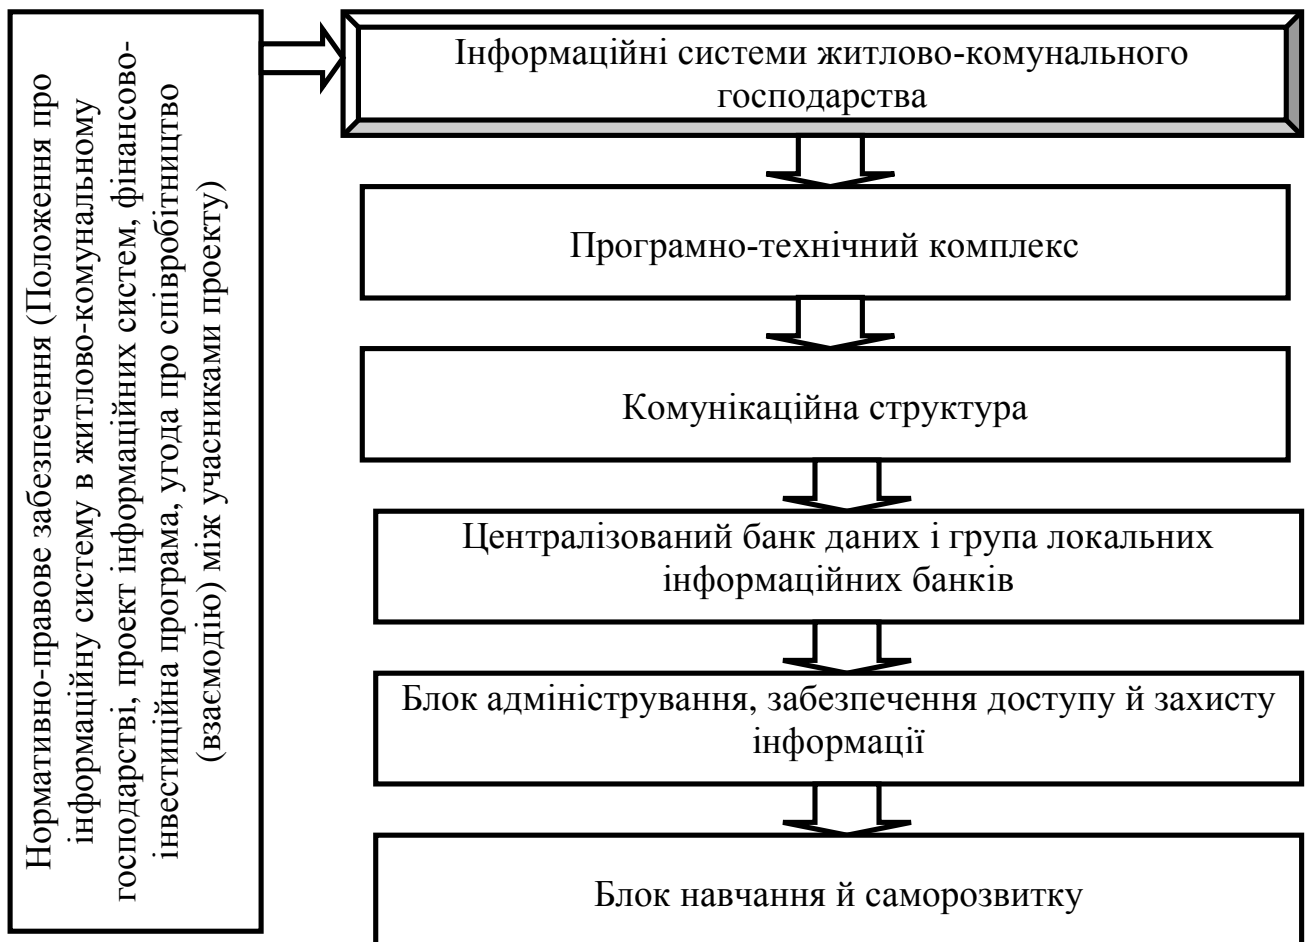 Нормативно-правове забезпечення (Положення про
інформаційну систему в житлово-комунальному
господарстві, проект інформаційних систем, фінансово-
інвестиційна програма, угода про співробітництво
(взаємодію) між учасниками проекту)
Інформаційні системи житлово-комунального
господарства
Програмно-технічний комплекс
Комунікаційна структура
Централізований банк даних і група локальних
інформаційних банків
Блок адміністрування, забезпечення доступу й захисту
інформації
Блок навчання й саморозвитку